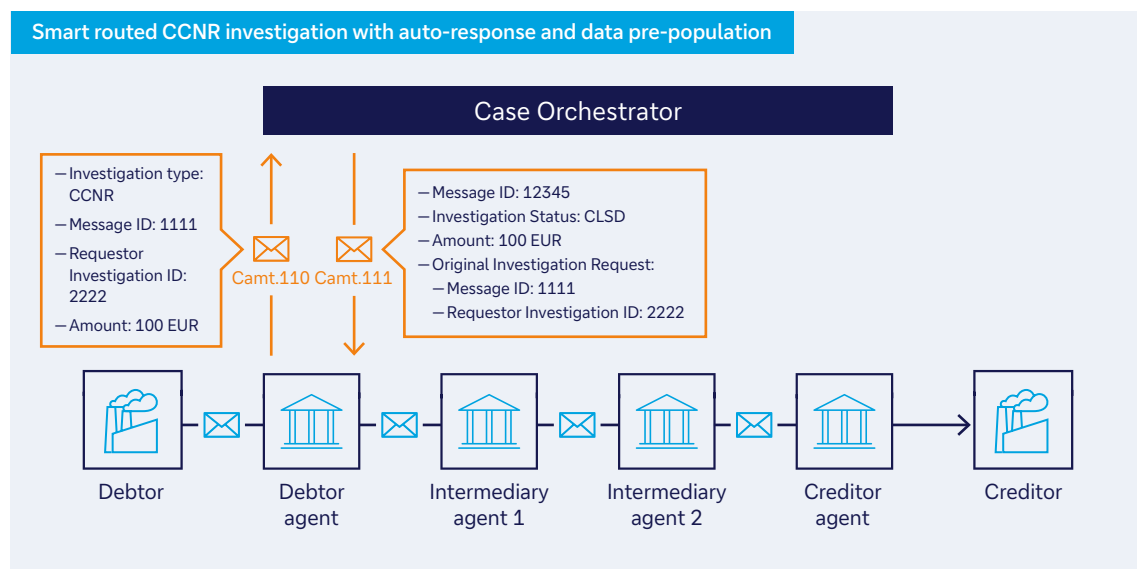 Smart routed CCNR investigation with auto-response and data pre-population
Case Orchestrator
– Investigation type:
CCNR
– Message ID: 1111
– Requestor
Investigation ID:
2222
– Amount: 100 EUR
Camt.110
Camt.111
– Message ID: 12345
– Investigation Status: CLSD
– Amount: 100 EUR
– Original Investigation Request:
– Message ID: 1111
– Requestor Investigation ID: 2222
Debtor
Debtor
agent
Intermediary
agent 1
Intermediary
agent 2
Creditor
agent
Creditor